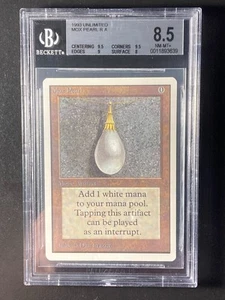 1993 UNLIMITED
MOX PEARL R A
BECKETT
CENTERING 9.5 CORNERS 9.5
EDGES 9 SURFACE 8
8.5
NM-MT+
Add 1 white mana
to your mana pool.
Tapping this artifact
can be played
as an interrupt.